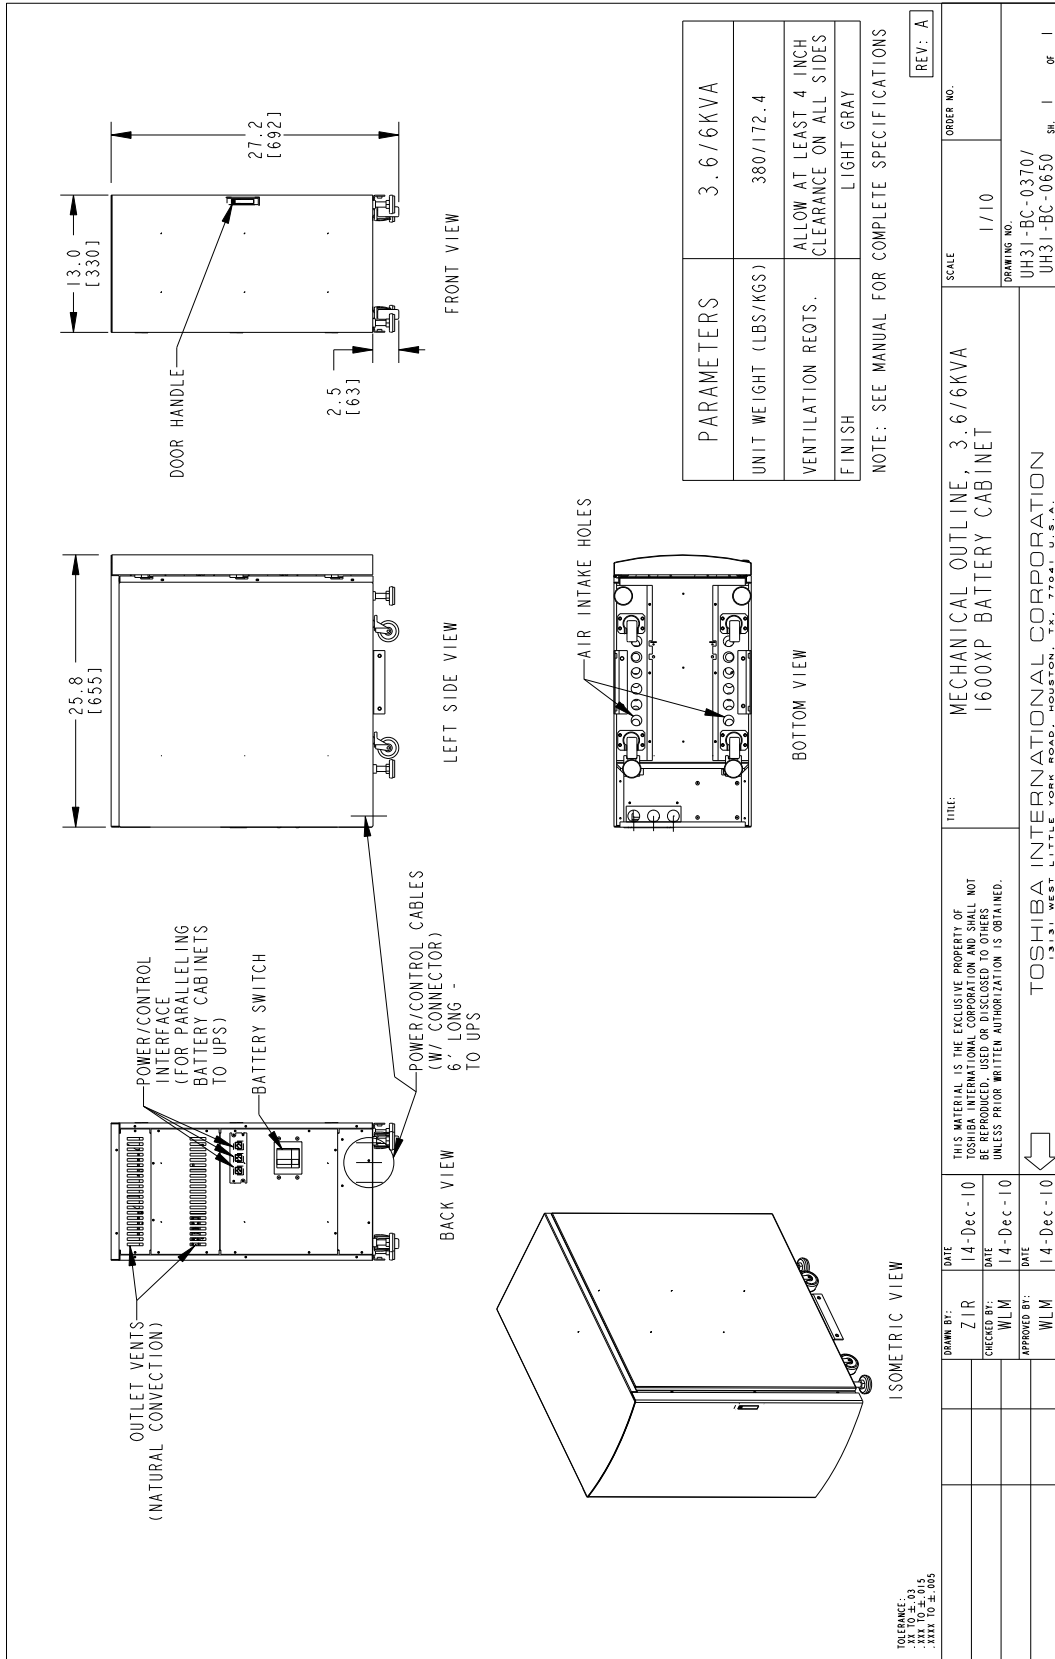 OUTLET VENTS
(NATURAL CONVECTION)
POWER/CONTROL
INTERFACE
(FOR PARALLELING
BATTERY CABINETS
TO UPS)
BATTERY SWITCH
POWER/CONTROL CABLES
(W/ CONNECTOR)
6' LONG -
TO UPS
BACK VIEW
25.8
[655]
LEFT SIDE VIEW
13.0
[330]
27.2
[692]
DOOR HANDLE
2.5
[63]
FRONT VIEW
ISOMETRIC VIEW
AIR INTAKE HOLES
BOTTOM VIEW
PARAMETERS 3.6/6KVA
UNIT WEIGHT (LBS/KGS) 380/172.4
VENTILATION REQTS. ALLOW AT LEAST 4 INCH
CLEARANCE ON ALL SIDES
FINISH LIGHT GRAY
NOTE: SEE MANUAL FOR COMPLETE SPECIFICATIONS
REV: A
TOLERANCE:
.XX TO ±.03
.XXX TO ±.015
.XXXX TO ±.005
DRAWN BY: ZIR DATE 14-Dec-10
CHECKED BY: WLM DATE 14-Dec-10
APPROVED BY: WLM DATE 14-Dec-10
THIS MATERIAL IS THE EXCLUSIVE PROPERTY OF
TOSHIBA INTERNATIONAL CORPORATION AND SHALL NOT
BE REPRODUCED, USED OR DISCLOSED TO OTHERS
UNLESS PRIOR WRITTEN AUTHORIZATION IS OBTAINED.
TITLE: MECHANICAL OUTLINE, 3.6/6KVA
1600XP BATTERY CABINET
SCALE 1/10
ORDER NO.
DRAWING NO.
UH31-BC-0370/
UH31-BC-0650 SH. 1 OF 1
TOSHIBA INTERNATIONAL CORPORATION
13131 WEST LITTLE YORK ROAD, HOUSTON, TX. 77041 U.S.A.